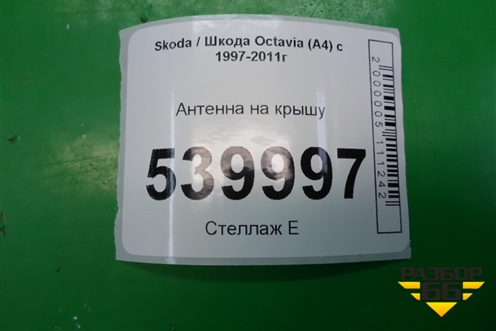 Skoda / Шкода Octavia (A4) с
1997-2011г
Антенна на крышу
539997
Стеллаж Е
2000005111242
РАЗБОР
66